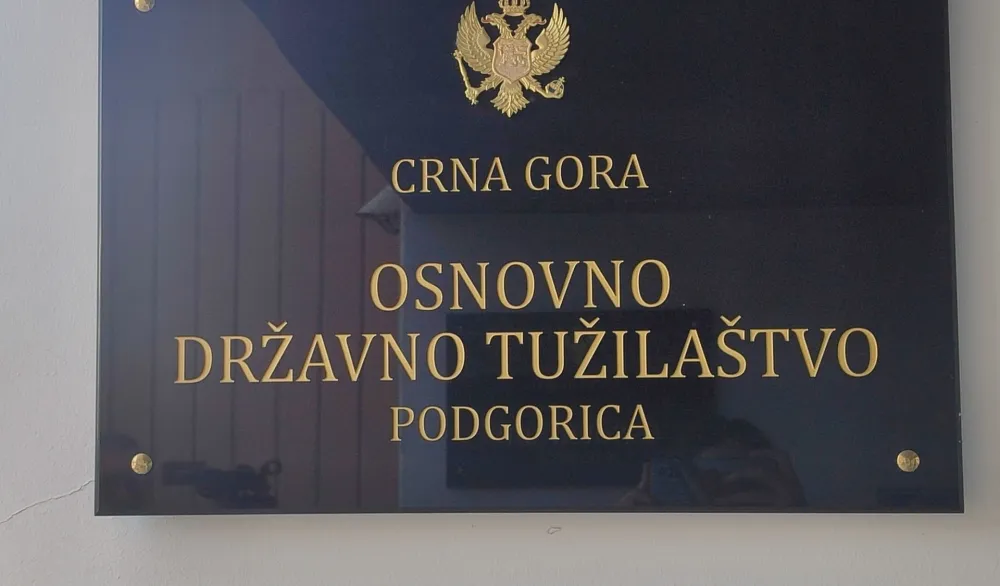 CRNA GORA
OSNOVNO
DRŽAVNO TUŽILAŠTVO
PODGORICA